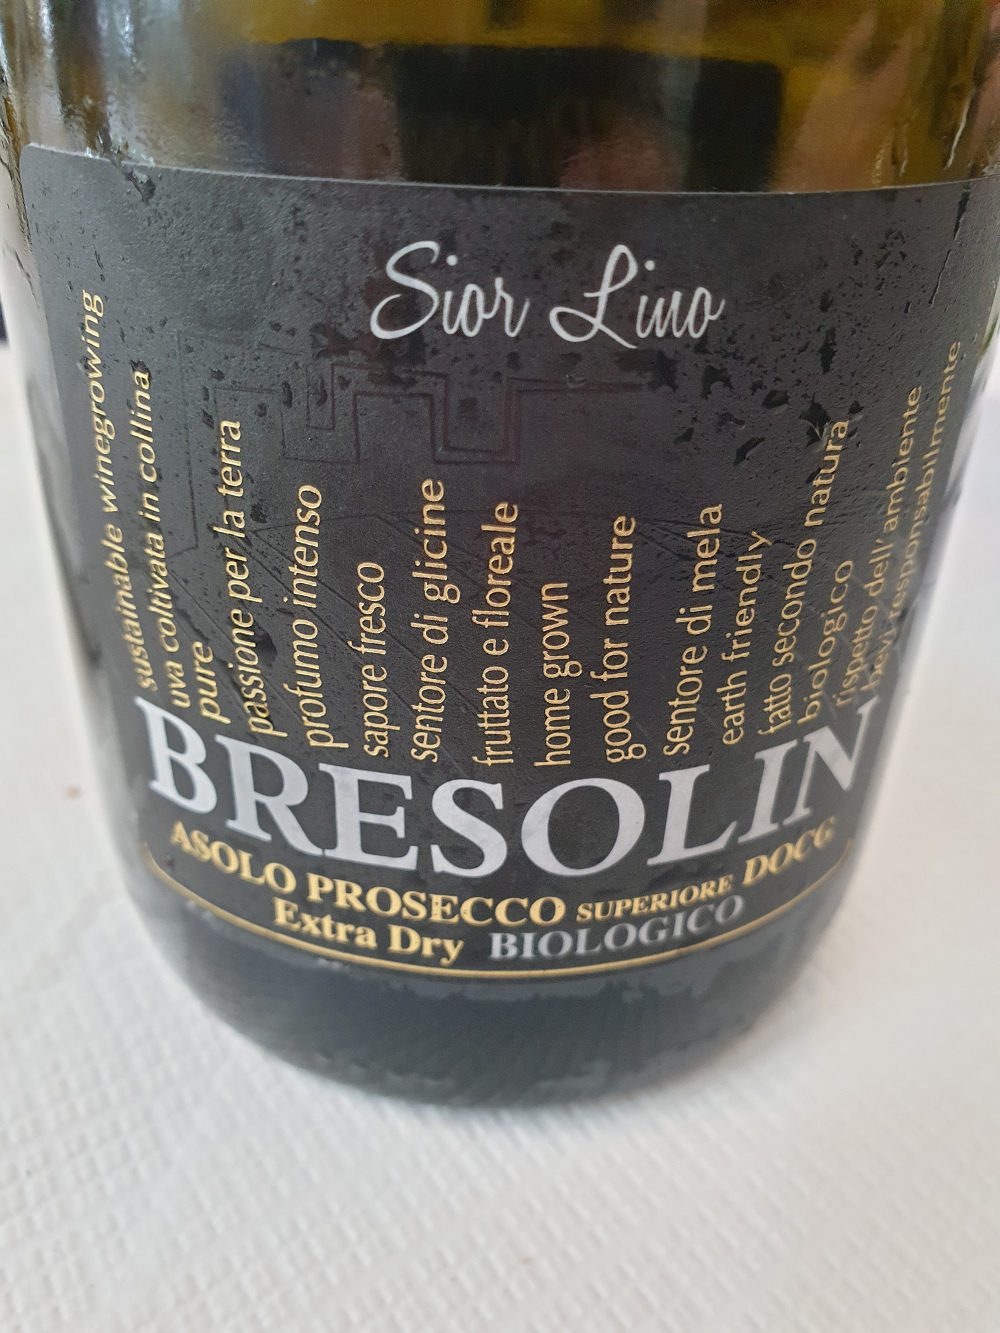 Sior Lino
sustainable winegrowing
uva coltivata in collina
pure
passione per la terra
profumo intenso
sapore fresco
sentore di glicine
fruttato e floreale
home grown
good for nature
sentore di mela
earth friendly
fatto secondo natura
biologico
rispetto dell' ambiente
bevi responsabilmente
BRESOLIN
ASOLO PROSECCO SUPERIORE DOCG
Extra Dry BIOLOGICO